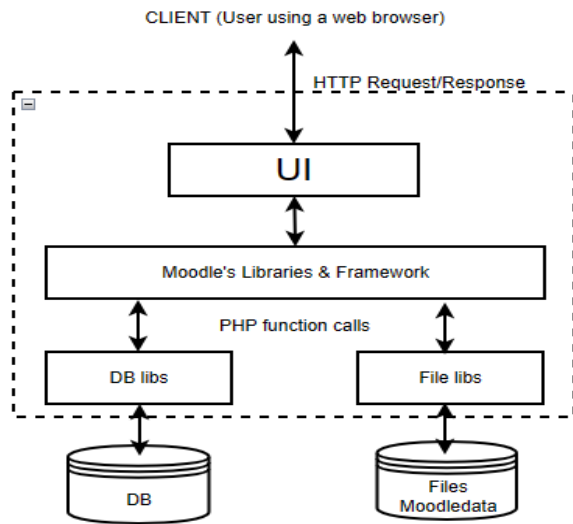 CLIENT (User using a web browser)
HTTP Request/Response
UI
Moodle's Libraries & Framework
PHP function calls
DB libs
File libs
DB
Files
Moodledata